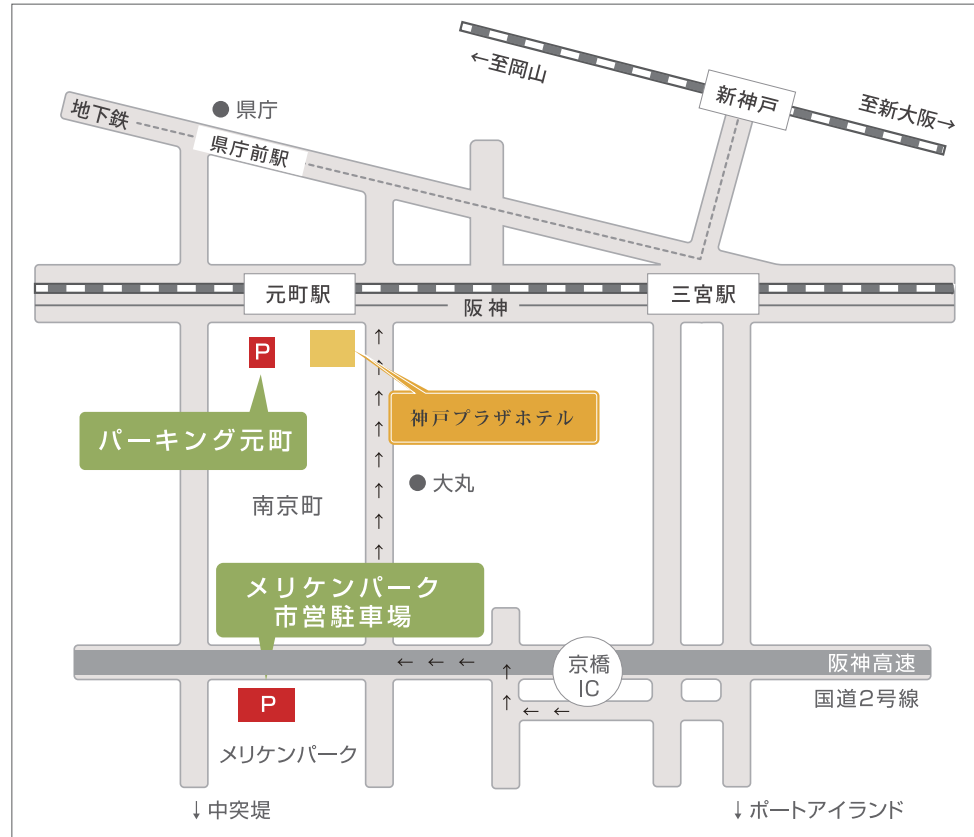 ←至岡山
新神戸
至新大阪→
地下鉄
県庁
県庁前駅
元町駅
阪神
三宮駅
P
神戸プラザホテル
パーキング元町
大丸
南京町
メリケンパーク
市営駐車場
京橋
IC
阪神高速
国道2号線
P
メリケンパーク
↓中突堤
↓ポートアイランド